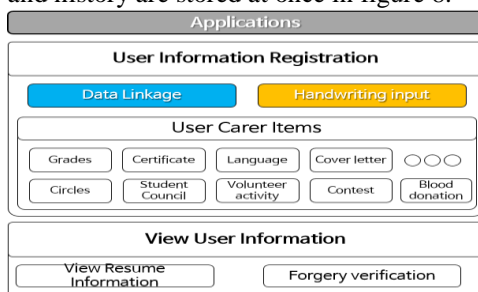 and history are stored at once in figure 8.
Applications
User Information Registration
Data Linkage
Handwriting input
User Carer Items
Grades
Certificate
Language
Cover letter
Circles
Student
Council
Volunteer
activity
Contest
Blood
donation
View User Information
View Resume
Information
Forgery verification